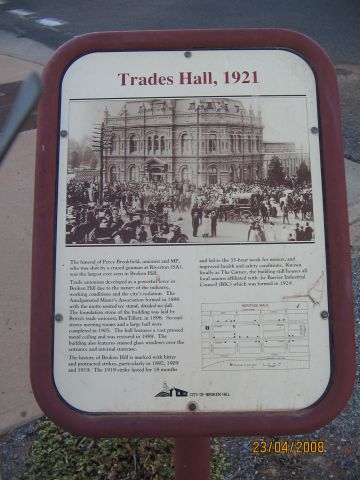 Trades Hall, 1921
The funeral of Percy Brookfield, unionist and MP,
who was shot by a crazed gunman at Riverton (SA),
was the largest ever seen in Broken Hill.
Trade unionism developed as a powerful force in
Broken Hill due to the nature of the industry,
working conditions and the city's isolation. The
Amalgamated Miner's Association formed in 1886
with the motto united we stand, divided we fall.
The foundation stone of the building was laid by
British trade unionist, Ben Tillett, in 1898. Second-
storey meeting rooms and a large hall were
completed in 1905. The hall features a vast pressed
metal ceiling and was restored in 1989. The
building also features stained glass windows over the
entrance and internal staircase.
The history of Broken Hill is marked with bitter
and protracted strikes, particularly in 1892, 1909
and 1919. The 1919 strike lasted for 18 months
and led to the 35-hour week for miners, and
improved health and safety conditions. Known
locally as The Corner, the building still houses all
local unions affiliated with the Barrier Industrial
Council (BIC) which was formed in 1924.
HERITAGE WALK
CITY OF BROKEN HILL
23/04/2008